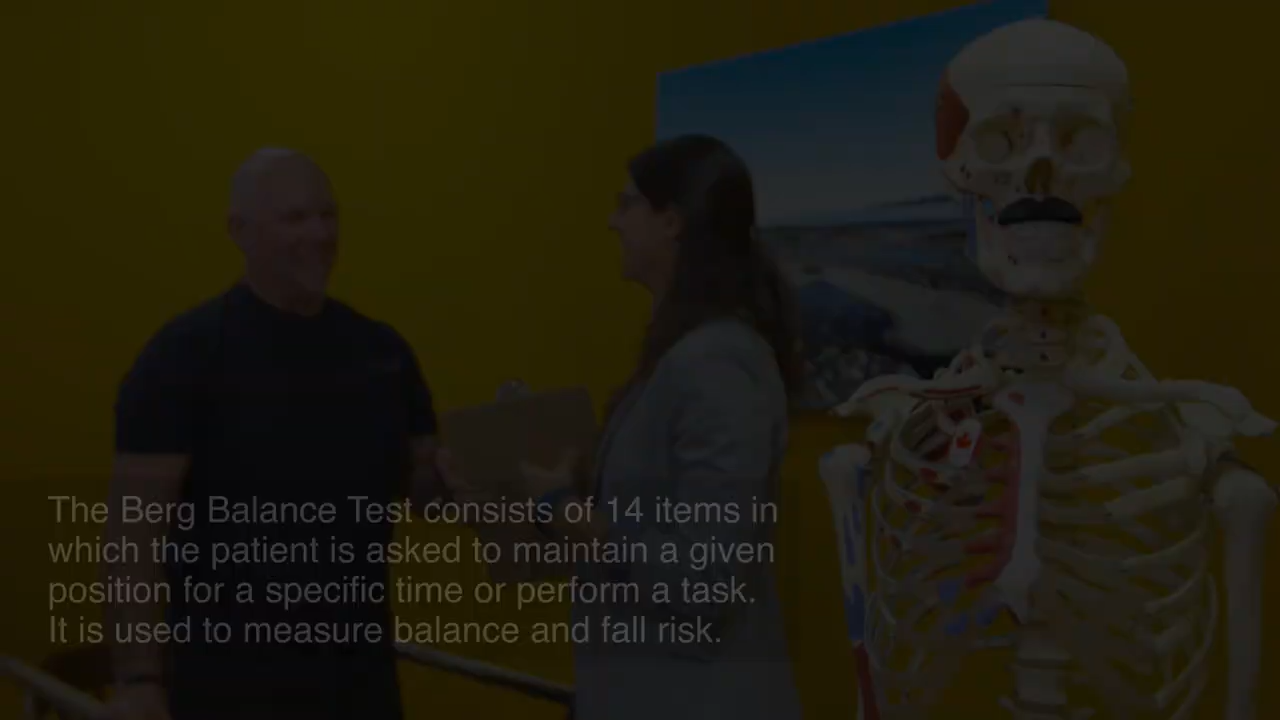 The Berg Balance Test consists of 14 items in
which the patient is asked to maintain a given
position for a specific time or perform a task.
It is used to measure balance and fall risk.